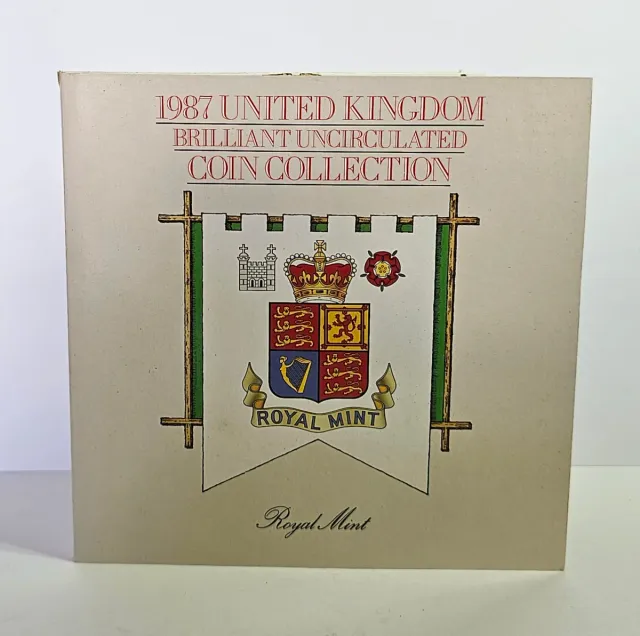 1987 UNITED KINGDOM
BRILLIANT UNCIRCULATED
COIN COLLECTION
ROYAL MINT
Royal Mint